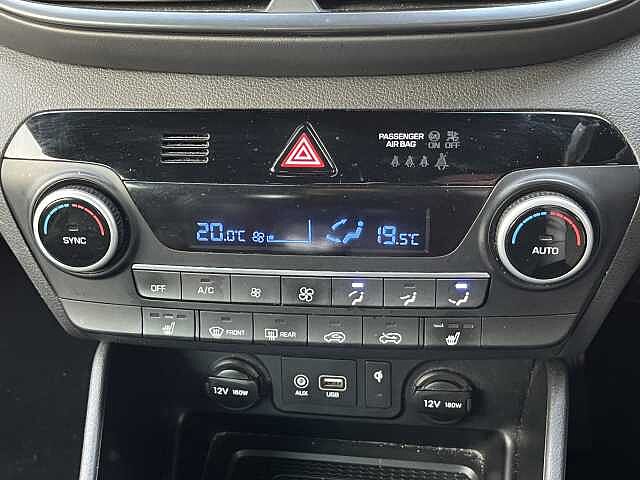 PASSENGER
AIR BAG
ON OFF
20.0°C
19.5°C
SYNC
AUTO
OFF
A/C
FRONT
REAR
12V 180W
AUX
USB
12V 180W